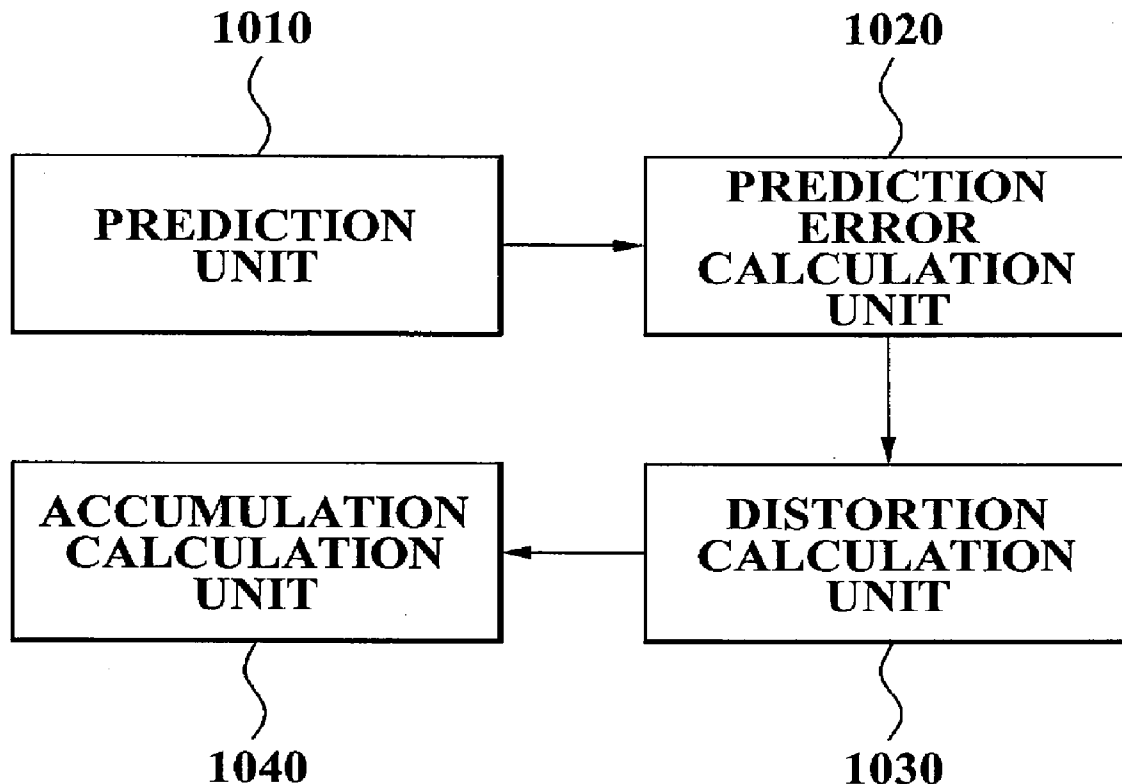 1010
1020
PREDICTION
UNIT
PREDICTION
ERROR
CALCULATION
UNIT
ACCUMULATION
CALCULATION
UNIT
DISTORTION
CALCULATION
UNIT
1040
1030